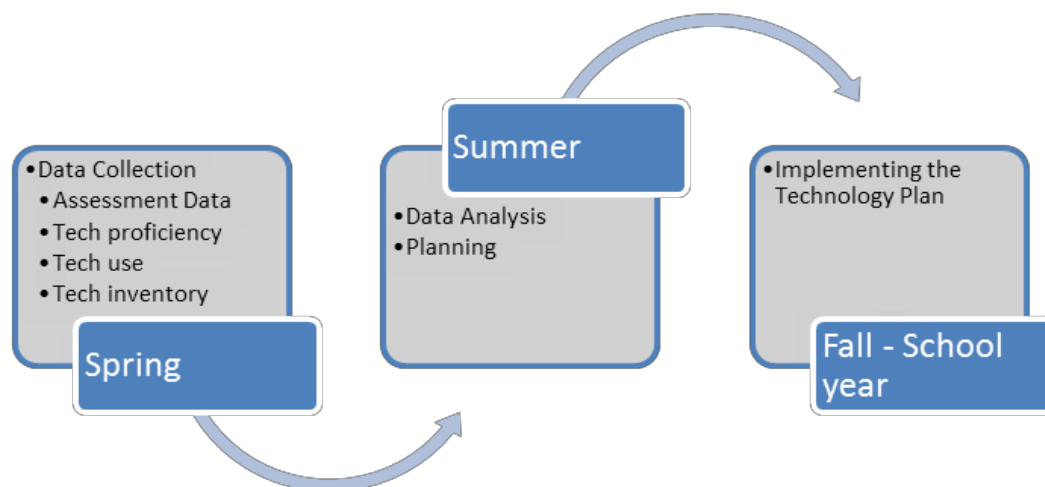 •Data Collection
•Assessment Data
•Tech proficiency
•Tech use
•Tech inventory
Spring
Summer
•Data Analysis
•Planning
•Implementing the
Technology Plan
Fall - School
year